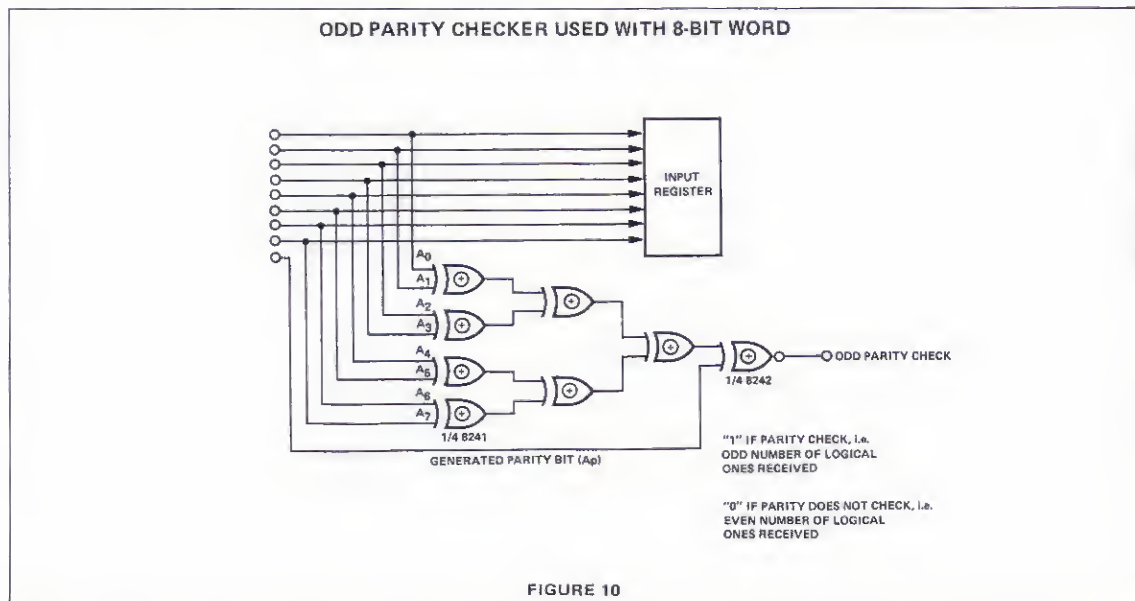 ODD PARITY CHECKER USED WITH 8-BIT WORD
INPUT
REGISTER
A0
A1
A2
A3
A4
A5
A6
A7
1/4 8241
1/4 8242
ODD PARITY CHECK
GENERATED PARITY BIT (Ap)
"1" IF PARITY CHECK, i.e.
ODD NUMBER OF LOGICAL
ONES RECEIVED
"0" IF PARITY DOES NOT CHECK, i.e.
EVEN NUMBER OF LOGICAL
ONES RECEIVED
FIGURE 10